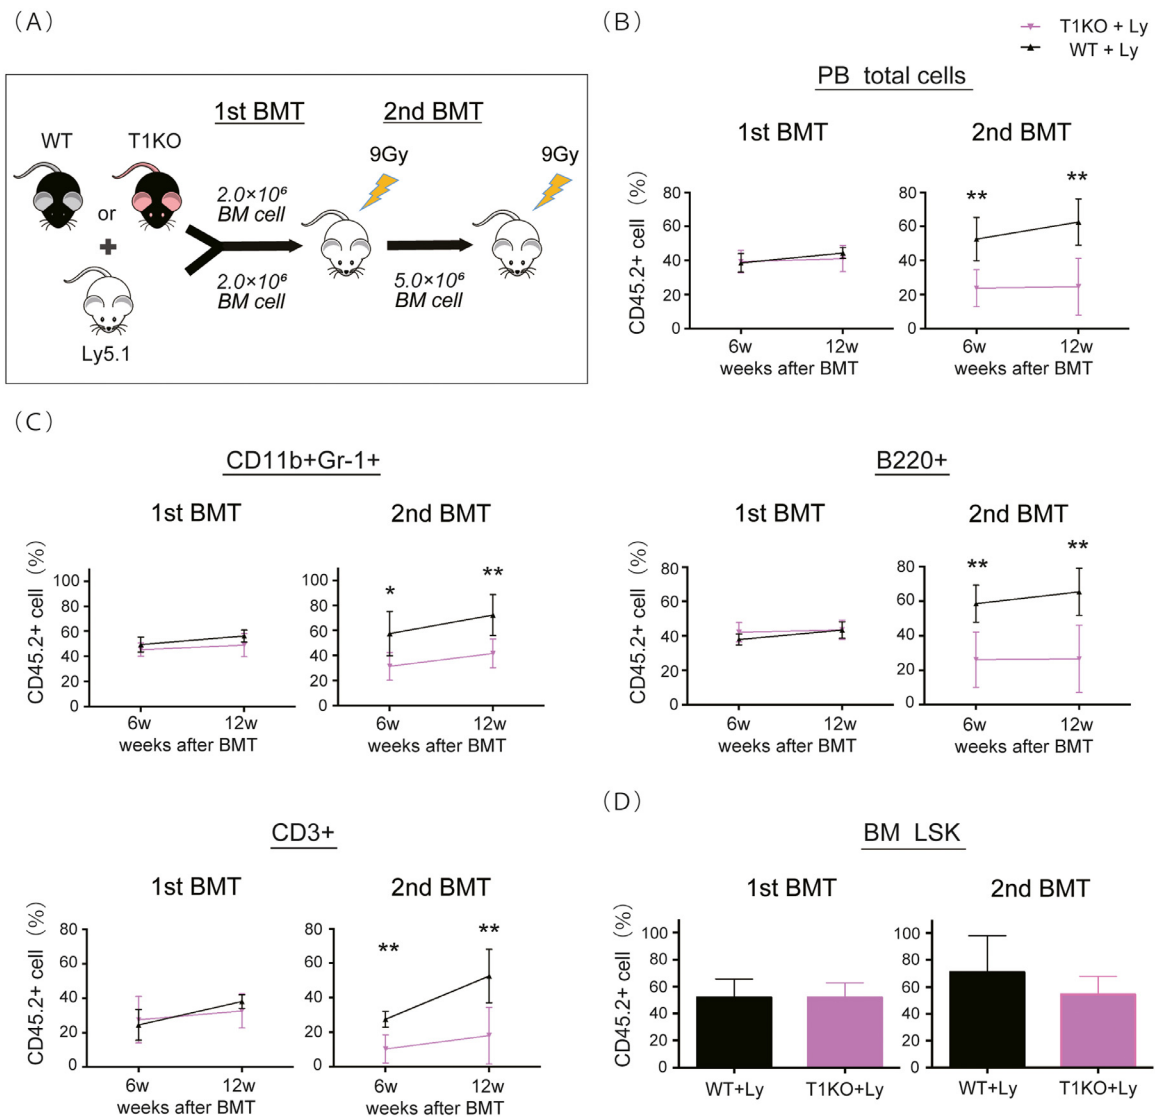 (A)
WT
T1KO
or
+
Ly5.1
1st BMT
2nd BMT
2.0×10⁶
BM cell
2.0×10⁶
BM cell
9Gy
5.0×10⁶
BM cell
9Gy
(B)
T1KO + Ly
WT + Ly
PB total cells
1st BMT
CD45.2+ cell (%)
80
60
40
20
0
6w
12w
weeks after BMT
2nd BMT
80
60
40
20
0
**
**
6w
12w
weeks after BMT
(C)
CD11b+Gr-1+
1st BMT
CD45.2+ cell (%)
100
80
60
40
20
0
6w
12w
weeks after BMT
2nd BMT
100
80
60
40
20
0
*
**
6w
12w
weeks after BMT
B220+
1st BMT
CD45.2+ cell (%)
80
60
40
20
0
6w
12w
weeks after BMT
2nd BMT
80
60
40
20
0
**
**
6w
12w
weeks after BMT
CD3+
1st BMT
CD45.2+ cell (%)
80
60
40
20
0
6w
12w
weeks after BMT
2nd BMT
80
60
40
20
0
**
**
6w
12w
weeks after BMT
(D)
BM LSK
1st BMT
CD45.2+ cell (%)
100
80
60
40
20
0
WT+Ly
T1KO+Ly
2nd BMT
100
80
60
40
20
0
WT+Ly
T1KO+Ly